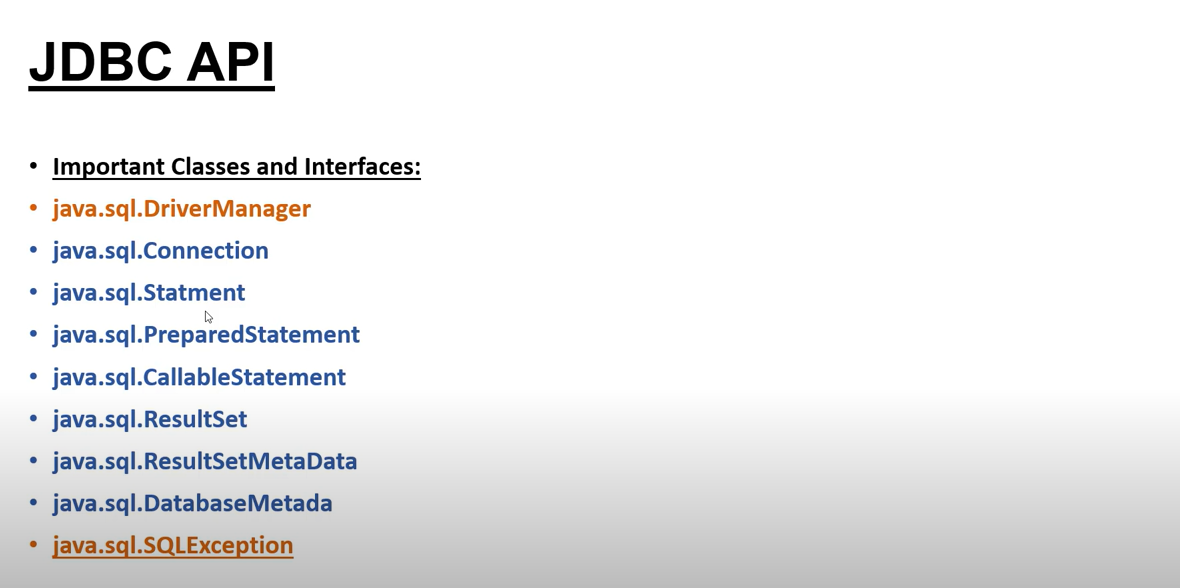 JDBC API
• Important Classes and Interfaces:
• java.sql.DriverManager
• java.sql.Connection
• java.sql.Statment
• java.sql.PreparedStatement
• java.sql.CallableStatement
• java.sql.ResultSet
• java.sql.ResultSetMetaData
• java.sql.DatabaseMetada
• java.sql.SQLException